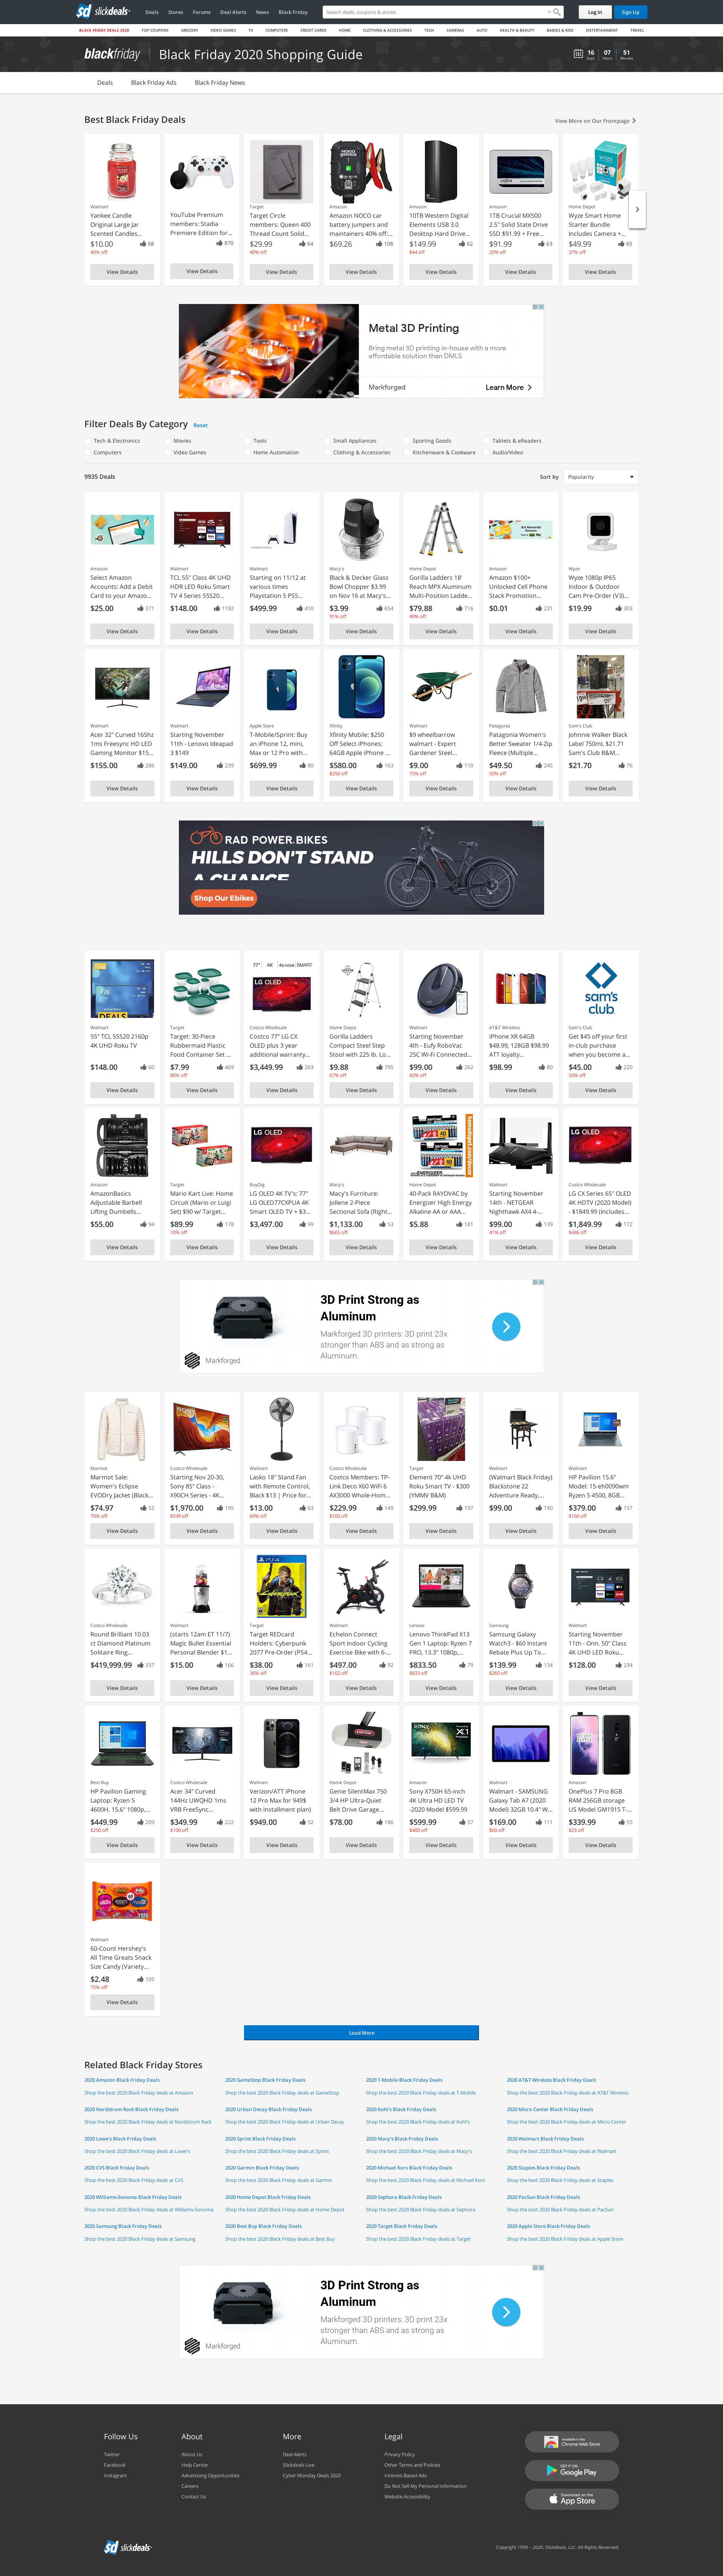 slickdeals
Deals Stores Forums Deal Alerts News Black Friday
Search deals, coupons & stores
Log In
Sign Up
BLACK FRIDAY DEALS 2020 TOP COUPONS GROCERY VIDEO GAMES TV COMPUTERS CREDIT CARDS HOME CLOTHING & ACCESSORIES TECH CAMERAS AUTO HEALTH & BEAUTY BABIES & KIDS ENTERTAINMENT TRAVEL
blackfriday
Black Friday 2020 Shopping Guide
16 07 51
Days Hours Minutes
Deals Black Friday Ads Black Friday News
Best Black Friday Deals
View More on Our Frontpage
Walmart
Yankee Candle
Original Large Jar
Scented Candles...
$10.00 68
40% off
View Details
YouTube Premium
members: Stadia
Premiere Edition for...
870
View Details
Target
Target Circle
members: Queen 400
Thread Count Solid...
$29.99 64
40% off
View Details
Amazon
Amazon NOCO car
battery jumpers and
maintainers 40% off...
$69.26 108
View Details
Amazon
10TB Western Digital
Elements USB 3.0
Desktop Hard Drive...
$149.99 62
$44 off
View Details
Amazon
1TB Crucial MX500
2.5" Solid State Drive
SSD $91.99 + Free...
$91.99 63
20% off
View Details
Home Depot
Wyze Smart Home
Starter Bundle
Includes Camera +...
$49.99 65
37% off
View Details
Metal 3D Printing
Bring metal 3D printing in-house with a more
affordable solution than DMLS
Markforged
Learn More
Filter Deals By Category Reset
Tech & Electronics Movies Tools Small Appliances Sporting Goods Tablets & eReaders
Computers Video Games Home Automation Clothing & Accessories Kitchenware & Cookware Audio/Video
9935 Deals
Sort by Popularity
Amazon
Select Amazon
Accounts: Add a Debit
Card to your Amazo...
$25.00 371
View Details
Walmart
TCL 55" Class 4K UHD
HDR LED Roku Smart
TV 4 Series 55S20...
$148.00 1192
View Details
Walmart
Starting on 11/12 at
various times
Playstation 5 PS5...
$499.99 410
View Details
Macy's
Black & Decker Glass
Bowl Chopper $3.99
on Nov 16 at Macy's...
$3.99 654
91% off
View Details
Home Depot
Gorilla Ladders 18'
Reach MPX Aluminum
Multi-Position Ladde...
$79.88 716
49% off
View Details
Amazon
Amazon $100+
Unlocked Cell Phone
Stack Promotion...
$0.01 231
View Details
Wyze
Wyze 1080p IP65
Indoor & Outdoor
Cam Pre-Order (V3)...
$19.99 303
View Details
Walmart
Acer 32" Curved 165hz
1ms Freesync HD LED
Gaming Monitor $15...
$155.00 286
View Details
Walmart
Starting November
11th - Lenovo Ideapad
3 $149
$149.00 239
View Details
Apple Store
T-Mobile/Sprint: Buy
an iPhone 12, mini,
Max or 12 Pro with...
$699.99 80
View Details
Xfinity
Xfinity Mobile: $250
Off Select iPhones:
64GB Apple iPhone ...
$580.00 163
$250 off
View Details
Walmart
$9 wheelbarrow
walmart - Expert
Gardener Steel...
$9.00 110
75% off
View Details
Patagonia
Patagonia Women's
Better Sweater 1/4-Zip
Fleece (Multiple...
$49.50 245
50% off
View Details
Sam's Club
Johnnie Walker Black
Label 750mL $21.71
Sam's Club B&M...
$21.70 76
View Details
RAD POWER BIKES
HILLS DON'T STAND
A CHANCE
Shop Our Ebikes
Walmart
55" TCL 55S20 2160p
4K UHD Roku TV
$148.00 60
View Details
Target
Target: 30-Piece
Rubbermaid Plastic
Food Container Set ...
$7.99 469
80% off
View Details
77" 4K SMART
LG OLED
Costco Wholesale
Costco 77" LG CX
OLED plus 3 year
additional warranty...
$3,449.99 263
View Details
Home Depot
Gorilla Ladders
Compact Steel Step
Stool with 225 lb. Lo...
$9.88 795
67% off
View Details
Walmart
Starting November
4th - Eufy RoboVac
25C Wi-Fi Connected...
$99.00 262
60% off
View Details
AT&T Wireless
iPhone XR 64GB
$48.99, 128GB $98.99
ATT loyalty...
$98.99 80
View Details
sam's club
Sam's Club
Get $45 off your first
in-club purchase
when you become a...
$45.00 220
50% off
View Details
Amazon
AmazonBasics
Adjustable Barbell
Lifting Dumbells...
$55.00 94
View Details
Target
Mario Kart Live: Home
Circuit (Mario or Luigi
Set) $90 w/ Target...
$89.99 178
10% off
View Details
LG OLED
BuyDig
LG OLED 4K TV's: 77"
LG OLED77CXPUA 4K
Smart OLED TV + $3...
$3,497.00 99
View Details
Macy's
Macy's Furniture:
Jollene 2-Piece
Sectional Sofa (Right...
$1,133.00 53
$665 off
View Details
Home Depot
40-Pack RAYOVAC by
Energizer High Energy
Alkaline AA or AAA...
$5.88 181
View Details
Walmart
Starting November
14th - NETGEAR
Nighthawk AX4 4-...
$99.00 139
41% off
View Details
LG OLED
Costco Wholesale
LG CX Series 65" OLED
4K HDTV (2020 Model)
- $1849.99 (Includes...
$1,849.99 172
$446 off
View Details
3D Print Strong as
Aluminum
Markforged 3D printers: 3D print 23x
stronger than ABS and as strong as
Aluminum.
Markforged
Marmot
Marmot Sale:
Women's Eclipse
EVODry Jacket (Black...
$74.97 52
70% off
View Details
SONY
Costco Wholesale
Starting Nov 20-30,
Sony 85" Class -
X90CH Series - 4K...
$1,970.00 195
$599 off
View Details
Walmart
Lasko 18" Stand Fan
with Remote Control,
Black $13 | Price for...
$13.00 63
69% off
View Details
Costco Wholesale
Costco Members: TP-
Link Deco X60 WiFi 6
AX3000 Whole-Hom...
$229.99 149
$100 off
View Details
Target
Element 70" 4k UHD
Roku Smart TV - $300
(YMMV B&M)
$299.99 197
View Details
Walmart
(Walmart Black Friday)
Blackstone 22
Adventure Ready,...
$99.00 190
View Details
Walmart
HP Pavilion 15.6"
Model: 15-eh0090wm
Ryzen 5 4500, 8GB...
$379.00 157
$160 off
View Details
Costco Wholesale
Round Brilliant 10.03
ct Diamond Platinum
Solitaire Ring...
$419,999.99 337
View Details
Walmart
(starts 12am ET 11/7)
Magic Bullet Essential
Personal Blender $1...
$15.00 166
View Details
PS4
Target
Target REDcard
Holders: Cyberpunk
2077 Pre-Order (PS4...
$38.00 161
36% off
View Details
Walmart
Echelon Connect
Sport Indoor Cycling
Exercise Bike with 6-...
$497.00 92
$102 off
View Details
Lenovo
Lenovo ThinkPad X13
Gen 1 Laptop: Ryzen 7
PRO, 13.3" 1080p,...
$833.50 79
$833 off
View Details
Samsung
Samsung Galaxy
Watch3 - $60 Instant
Rebate Plus Up To...
$139.99 134
$260 off
View Details
Walmart
Starting November
11th - Onn. 50" Class
4K UHD LED Roku...
$128.00 234
View Details
Best Buy
HP Pavilion Gaming
Laptop: Ryzen 5
4600H, 15.6" 1080p,...
$449.99 209
$250 off
View Details
Costco Wholesale
Acer 34" Curved
144Hz UWQHD 1ms
VRB FreeSync...
$349.99 222
$100 off
View Details
Walmart
Verizon/ATT iPhone
12 Pro Max for 949$
with installment plan)
$949.00 52
View Details
Home Depot
Genie SilentMax 750
3/4 HP Ultra-Quiet
Belt Drive Garage...
$78.00 186
View Details
SONY X1
Amazon
Sony X750H 65-inch
4K Ultra HD LED TV
-2020 Model $599.99
$599.99 57
$400 off
View Details
Walmart
Walmart - SAMSUNG
Galaxy Tab A7 (2020
Model) 32GB 10.4" W...
$169.00 111
$60 off
View Details
Amazon
OnePlus 7 Pro 8GB
RAM 256GB storage
US Model GM1915 T-...
$339.99 55
$23 off
View Details
Walmart
60-Count Hershey's
All Time Greats Snack
Size Candy (Variety...
$2.48 105
75% off
View Details
Load More
Related Black Friday Stores
2020 Amazon Black Friday Deals 2020 GameStop Black Friday Deals 2020 T-Mobile Black Friday Deals 2020 AT&T Wireless Black Friday Deals
Shop the best 2020 Black Friday deals at Amazon Shop the best 2020 Black Friday deals at GameStop Shop the best 2020 Black Friday deals at T-Mobile Shop the best 2020 Black Friday deals at AT&T Wireless
2020 Nordstrom Rack Black Friday Deals 2020 Urban Decay Black Friday Deals 2020 Kohl's Black Friday Deals 2020 Micro Center Black Friday Deals
Shop the best 2020 Black Friday deals at Nordstrom Rack Shop the best 2020 Black Friday deals at Urban Decay Shop the best 2020 Black Friday deals at Kohl's Shop the best 2020 Black Friday deals at Micro Center
2020 Lowe's Black Friday Deals 2020 Sprint Black Friday Deals 2020 Macy's Black Friday Deals 2020 Walmart Black Friday Deals
Shop the best 2020 Black Friday deals at Lowe's Shop the best 2020 Black Friday deals at Sprint Shop the best 2020 Black Friday deals at Macy's Shop the best 2020 Black Friday deals at Walmart
2020 CVS Black Friday Deals 2020 Garmin Black Friday Deals 2020 Michael Kors Black Friday Deals 2020 Staples Black Friday Deals
Shop the best 2020 Black Friday deals at CVS Shop the best 2020 Black Friday deals at Garmin Shop the best 2020 Black Friday deals at Michael Kors Shop the best 2020 Black Friday deals at Staples
2020 Williams-Sonoma Black Friday Deals 2020 Home Depot Black Friday Deals 2020 Sephora Black Friday Deals 2020 PacSun Black Friday Deals
Shop the best 2020 Black Friday deals at Williams-Sonoma Shop the best 2020 Black Friday deals at Home Depot Shop the best 2020 Black Friday deals at Sephora Shop the best 2020 Black Friday deals at PacSun
2020 Samsung Black Friday Deals 2020 Best Buy Black Friday Deals 2020 Target Black Friday Deals 2020 Apple Store Black Friday Deals
Shop the best 2020 Black Friday deals at Samsung Shop the best 2020 Black Friday deals at Best Buy Shop the best 2020 Black Friday deals at Target Shop the best 2020 Black Friday deals at Apple Store
3D Print Strong as
Aluminum
Markforged 3D printers: 3D print 23x
stronger than ABS and as strong as
Aluminum.
Markforged
Follow Us
Twitter
Facebook
Instagram
About
About Us
Help Center
Advertising Opportunities
Careers
Contact Us
More
Deal Alerts
Slickdeals Live
Cyber Monday Deals 2020
Legal
Privacy Policy
Other Terms and Policies
Interest-Based Ads
Do Not Sell My Personal Information
Website Accessibility
Available in the
Chrome Web Store
GET IT ON
Google Play
Download on the
App Store
slickdeals
Copyright 1999 - 2020. Slickdeals, LLC. All Rights Reserved.